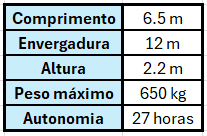 Comprimento 6.5 m
Envergadura 12 m
Altura 2.2 m
Peso máximo 650 kg
Autonomia 27 horas